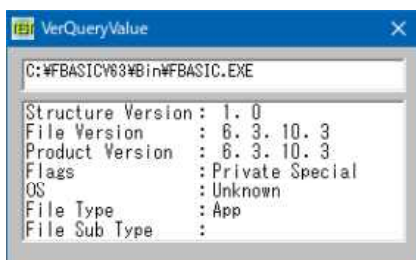 VerQueryValue
C:¥FBASICV63¥Bin¥FBASIC.EXE
Structure Version : 1. 0
File Version : 6. 3. 10. 3
Product Version : 6. 3. 10. 3
Flags : Private Special
OS : Unknown
File Type : App
File Sub Type :